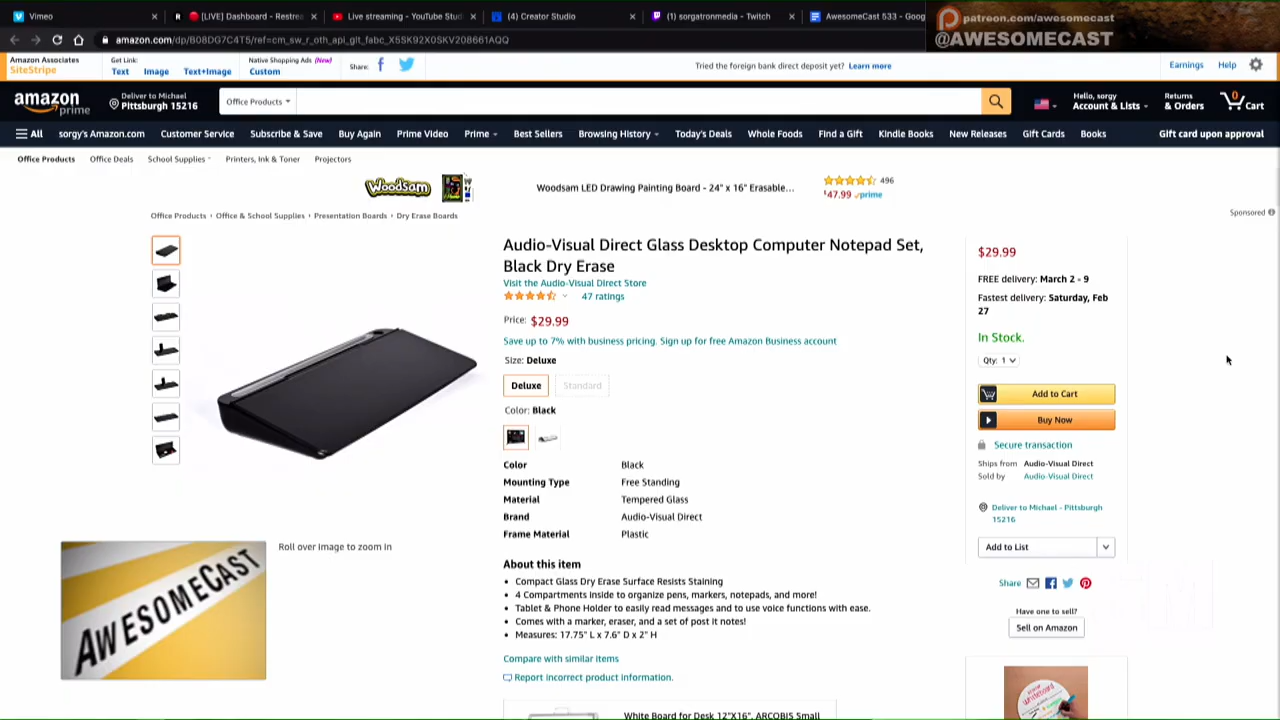 Vimeo
[LIVE] Dashboard - Restrea
Live streaming - YouTube Stud
(4) Creator Studio
(1) sorgatronmedia - Twitch
AwesomeCast 533 - Goog
patreon.com/awesomecast
@AWESOMECAST
amazon.com/dp/B08DG7C4T5/ref=cm_sw_r_oth_api_glt_fabc_X5SK92X0SKV208661AQQ
Amazon Associates
SiteStripe
Get Link:
Text Image Text+Image
Native Shopping Ads (New)
Custom
Share:
Tried the foreign bank direct deposit yet? Learn more
Earnings Help
amazon
prime
Deliver to Michael
Pittsburgh 15216
Office Products
Hello, sorgy
Account & Lists
Returns
& Orders
0
Cart
All sorgy's Amazon.com Customer Service Subscribe & Save Buy Again Prime Video Prime Best Sellers Browsing History Today's Deals Whole Foods Find a Gift Kindle Books New Releases Gift Cards Books Gift card upon approval
Office Products Office Deals School Supplies Printers, Ink & Toner Projectors
WoodSam
Woodsam LED Drawing Painting Board - 24" x 16" Erasable...
496
$47.99 prime
Sponsored
Office Products › Office & School Supplies › Presentation Boards › Dry Erase Boards
Audio-Visual Direct Glass Desktop Computer Notepad Set,
Black Dry Erase
Visit the Audio-Visual Direct Store
47 ratings
Price: $29.99
Save up to 7% with business pricing. Sign up for free Amazon Business account
Size: Deluxe
Deluxe Standard
Color: Black
Color Black
Mounting Type Free Standing
Material Tempered Glass
Brand Audio-Visual Direct
Frame Material Plastic
About this item
• Compact Glass Dry Erase Surface Resists Staining
• 4 Compartments inside to organize pens, markers, notepads, and more!
• Tablet & Phone Holder to easily read messages and to use voice functions with ease.
• Comes with a marker, eraser, and a set of post it notes!
• Measures: 17.75" L x 7.6" D x 2" H
Compare with similar items
Report incorrect product information.
White Board for Desk 12"X16", ARCOBIS Small
Roll over image to zoom in
AWESOMECAST
$29.99
FREE delivery: March 2 - 9
Fastest delivery: Saturday, Feb
27
In Stock.
Qty: 1
Add to Cart
Buy Now
Secure transaction
Ships from Audio-Visual Direct
Sold by Audio-Visual Direct
Deliver to Michael - Pittsburgh
15216
Add to List
Share
Have one to sell?
Sell on Amazon